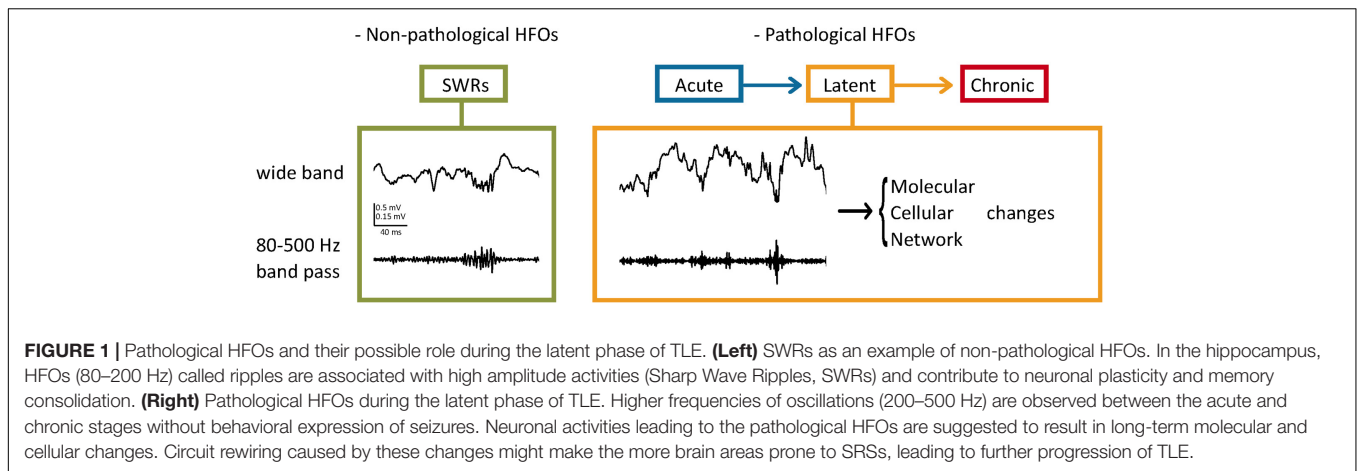 - Non-pathological HFOs
- Pathological HFOs
SWRs
Acute
Latent
Chronic
wide band
0.5 mV
0.15 mV
40 ms
80-500 Hz
band pass
Molecular
Cellular changes
Network
FIGURE 1 | Pathological HFOs and their possible role during the latent phase of TLE. (Left) SWRs as an example of non-pathological HFOs. In the hippocampus,
HFOs (80–200 Hz) called ripples are associated with high amplitude activities (Sharp Wave Ripples, SWRs) and contribute to neuronal plasticity and memory
consolidation. (Right) Pathological HFOs during the latent phase of TLE. Higher frequencies of oscillations (200–500 Hz) are observed between the acute and
chronic stages without behavioral expression of seizures. Neuronal activities leading to the pathological HFOs are suggested to result in long-term molecular and
cellular changes. Circuit rewiring caused by these changes might make the more brain areas prone to SRSs, leading to further progression of TLE.